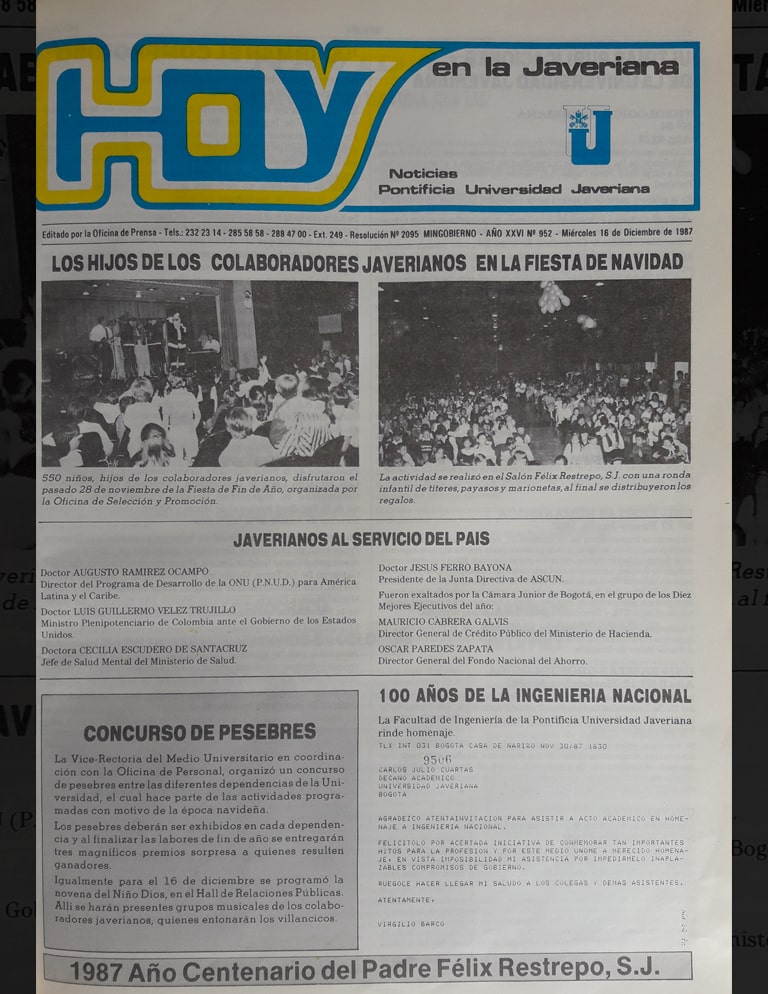 HOY
en la Javeriana
Noticias
Pontificia Universidad Javeriana
Editado por la Oficina de Prensa - Tels.: 232 23 14 - 285 58 58 - 288 47 00 - Ext. 249 - Resolución Nº 2095 MINGOBIERNO - AÑO XXVI Nº 952 - Miércoles 16 de Diciembre de 1987
LOS HIJOS DE LOS COLABORADORES JAVERIANOS EN LA FIESTA DE NAVIDAD
550 niños, hijos de los colaboradores javerianos, disfrutaron el
pasado 28 de noviembre de la Fiesta de Fin de Año, organizada por
la Oficina de Selección y Promoción.
La actividad se realizó en el Salón Félix Restrepo, S.J. con una ronda
infantil de títeres, payasos y marionetas, al final se distribuyeron los
regalos.
JAVERIANOS AL SERVICIO DEL PAIS
Doctor AUGUSTO RAMIREZ OCAMPO
Director del Programa de Desarrollo de la ONU (P.N.U.D.) para América
Latina y el Caribe.
Doctor LUIS GUILLERMO VELEZ TRUJILLO
Ministro Plenipotenciario de Colombia ante el Gobierno de los Estados
Unidos.
Doctora CECILIA ESCUDERO DE SANTACRUZ
Jefe de Salud Mental del Ministerio de Salud.
Doctor JESUS FERRO BAYONA
Presidente de la Junta Directiva de ASCUN.
Fueron exaltados por la Cámara Junior de Bogotá, en el grupo de los Diez
Mejores Ejecutivos del año:
MAURICIO CABRERA GALVIS
Director General de Crédito Público del Ministerio de Hacienda.
OSCAR PAREDES ZAPATA
Director General del Fondo Nacional del Ahorro.
CONCURSO DE PESEBRES
La Vice-Rectoría del Medio Universitario en coordina-
ción con la Oficina de Personal, organizó un concurso
de pesebres entre las diferentes dependencias de la Uni-
versidad, el cual hace parte de las actividades progra-
madas con motivo de la época navideña.
Los pesebres deberán ser exhibidos en cada dependen-
cia y al finalizar las labores de fin de año se entregarán
tres magníficos premios sorpresa a quienes resulten
ganadores.
Igualmente para el 16 de diciembre se programó la
novena del Niño Dios, en el Hall de Relaciones Públicas.
Allí se harán presentes grupos musicales de los colabo-
radores javerianos, quienes entonarán los villancicos.
100 AÑOS DE LA INGENIERIA NACIONAL
La Facultad de Ingeniería de la Pontificia Universidad Javeriana
rinde homenaje.
TLX INT 031 BOGOTA CASA DE NARIÑO NOV 30/87 1630
9506
CARLOS JULIO CUARTAS
DECANO ACADEMICO
UNIVERSIDAD JAVERIANA
BOGOTA
AGRADEZCO ATENTAINVITACION PARA ASISTIR A ACTO ACADEMICO EN HOME-
NAJE A INGENIERIA NACIONAL.
FELICITOLO POR ACERTADA INICIATIVA DE CONMEMORAR TAN IMPORTANTES
HITOS PARA LA PROFESION Y POR ESTE MEDIO UNOME A MERECIDO HOMENA-
JE, EN VISTA IMPOSIBILIDAD MI ASISTENCIA POR IMPEDIRMELO INAPLA-
ZABLES COMPROMISOS DE GOBIERNO.
RUEGOLE HACER LLEGAR MI SALUDO A LOS COLEGAS Y DEMAS ASISTENTES.
ATENTAMENTE,
VIRGILIO BARCO
1987 Año Centenario del Padre Félix Restrepo, S.J.